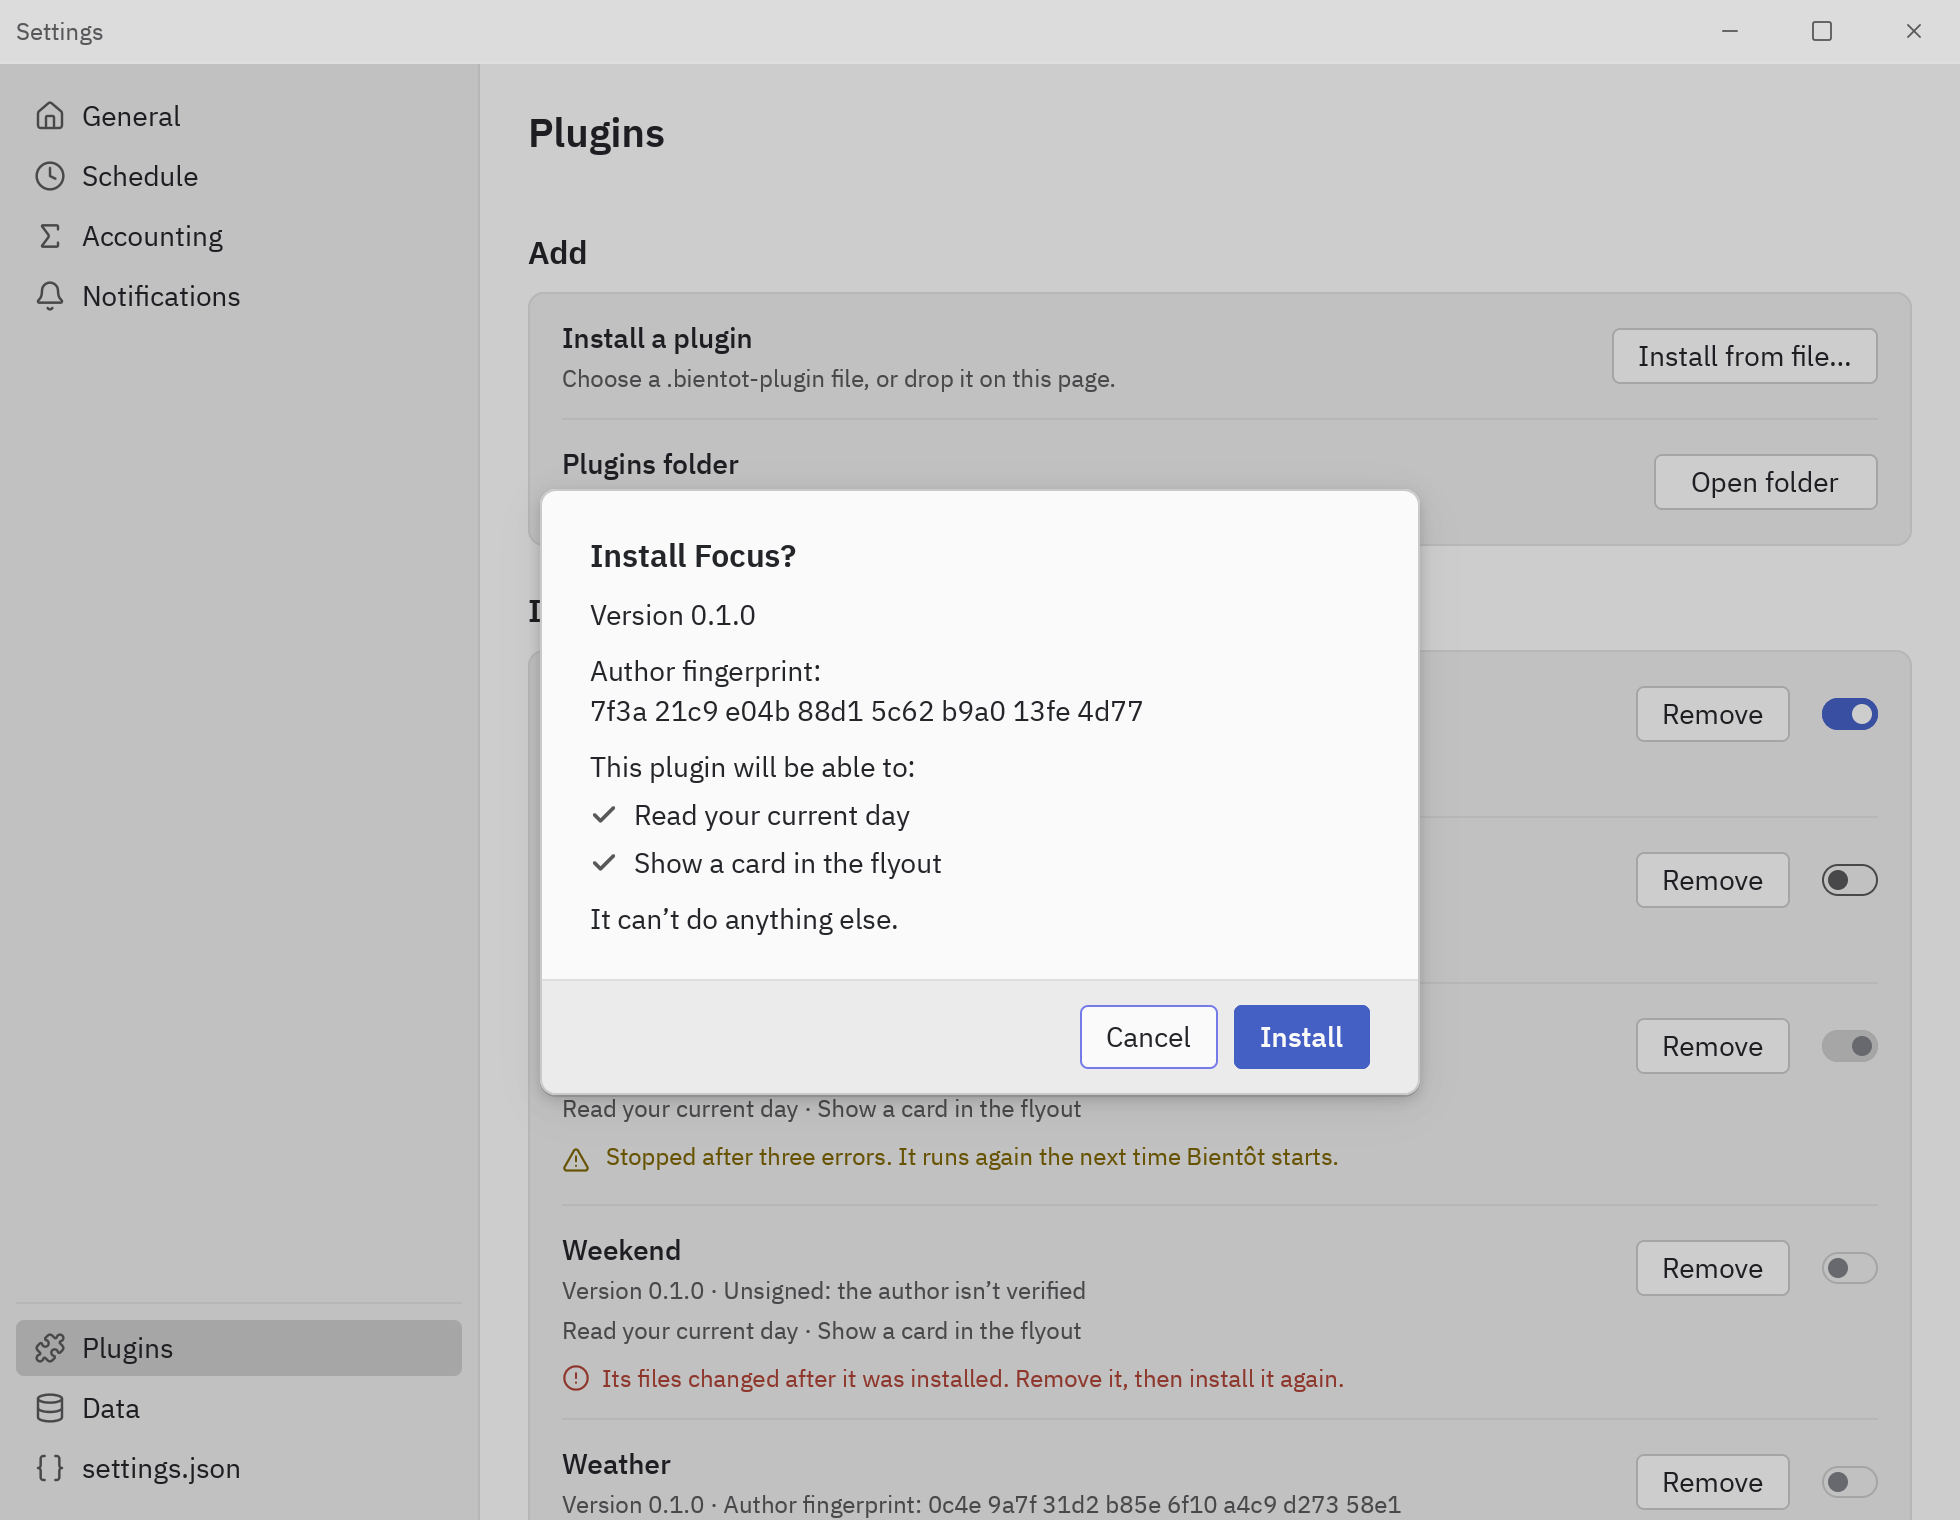 Settings
General
Schedule
Accounting
Notifications
Plugins
Data
settings.json
Plugins
Add
Install a plugin
Choose a .bientot-plugin file, or drop it on this page.
Install from file...
Plugins folder
Open folder
Install Focus?
Version 0.1.0
Author fingerprint:
7f3a 21c9 e04b 88d1 5c62 b9a0 13fe 4d77
This plugin will be able to:
Read your current day
Show a card in the flyout
It can’t do anything else.
Cancel
Install
Remove
Remove
Remove
Read your current day · Show a card in the flyout
Stopped after three errors. It runs again the next time Bientôt starts.
Weekend
Version 0.1.0 · Unsigned: the author isn’t verified
Read your current day · Show a card in the flyout
Its files changed after it was installed. Remove it, then install it again.
Remove
Weather
Version 0.1.0 · Author fingerprint: 0c4e 9a7f 31d2 b85e 6f10 a4c9 d273 58e1
Remove